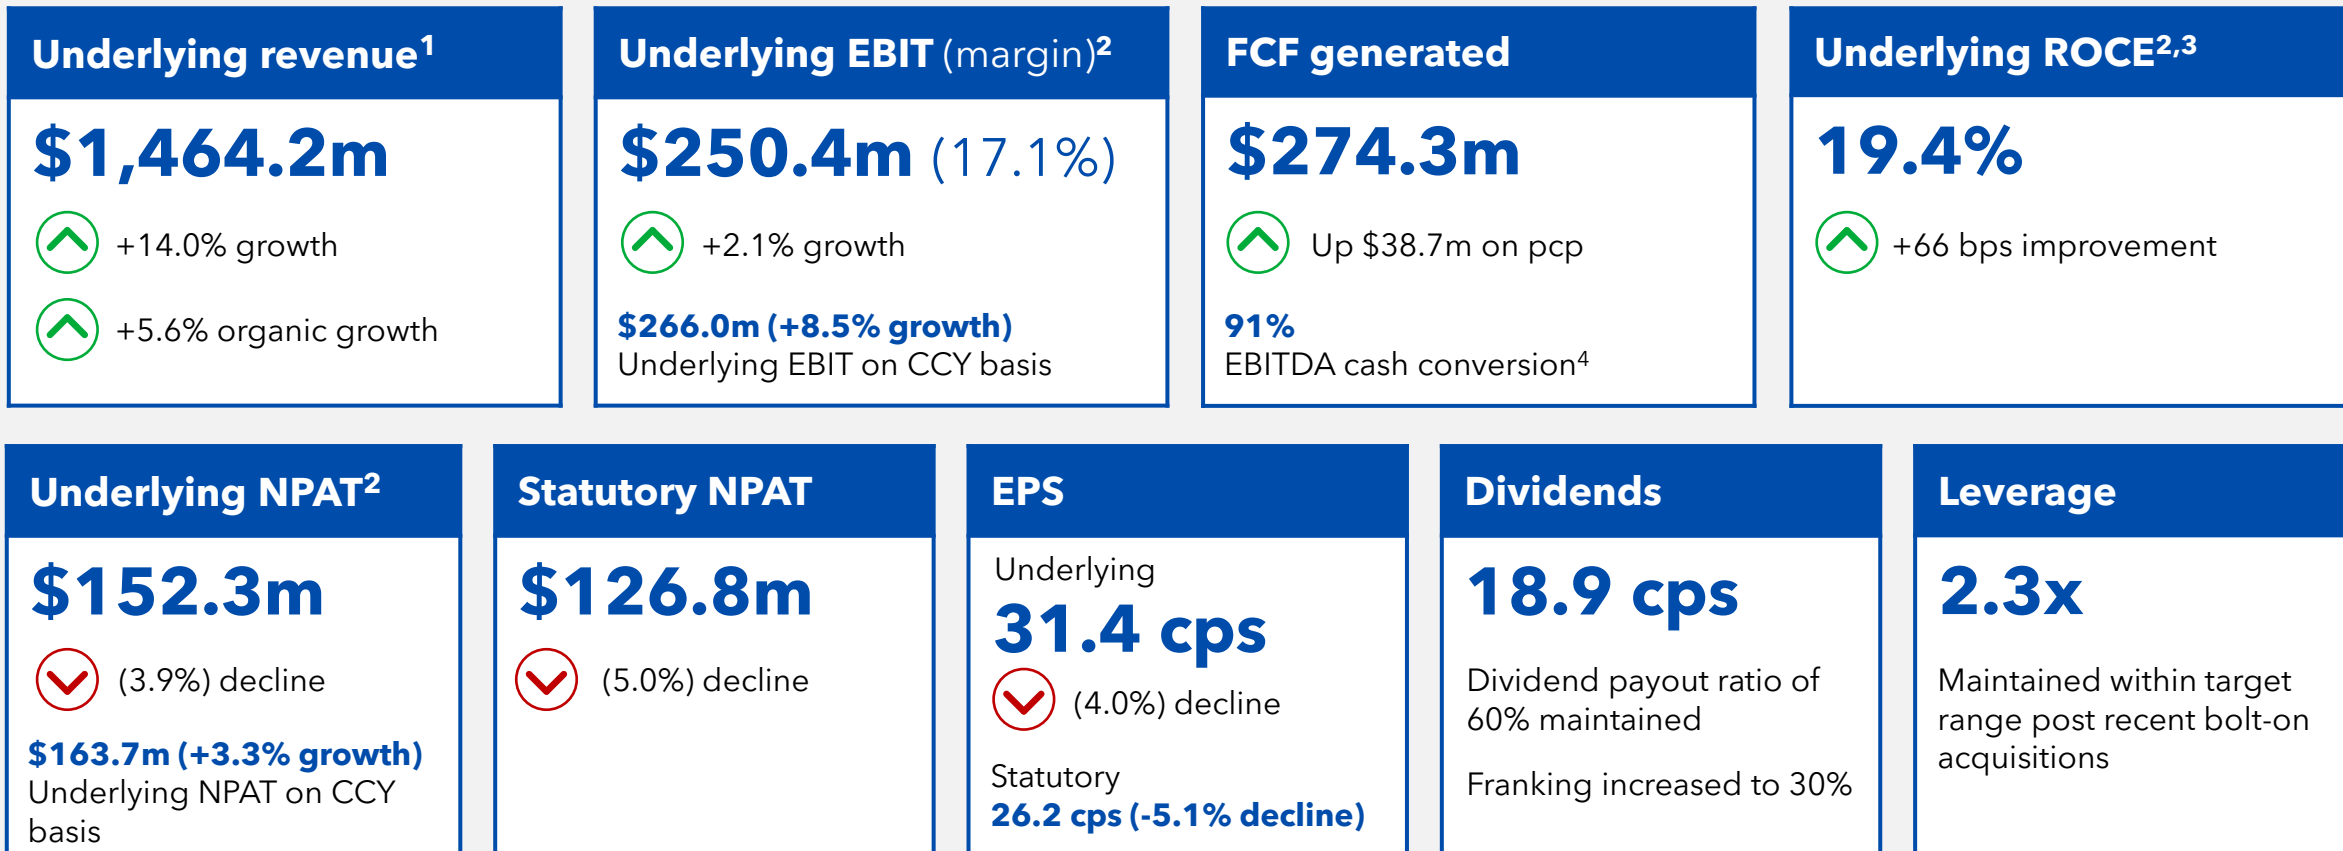 Underlying revenue¹
$1,464.2m
+14.0% growth
+5.6% organic growth
Underlying EBIT (margin)²
$250.4m (17.1%)
+2.1% growth
$266.0m (+8.5% growth)
Underlying EBIT on CCY basis
FCF generated
$274.3m
Up $38.7m on pcp
91%
EBITDA cash conversion⁴
Underlying ROCE²,³
19.4%
+66 bps improvement
Underlying NPAT²
$152.3m
(3.9%) decline
$163.7m (+3.3% growth)
Underlying NPAT on CCY
basis
Statutory NPAT
$126.8m
(5.0%) decline
EPS
Underlying
31.4 cps
(4.0%) decline
Statutory
26.2 cps (-5.1% decline)
Dividends
18.9 cps
Dividend payout ratio of
60% maintained
Franking increased to 30%
Leverage
2.3x
Maintained within target
range post recent bolt-on
acquisitions